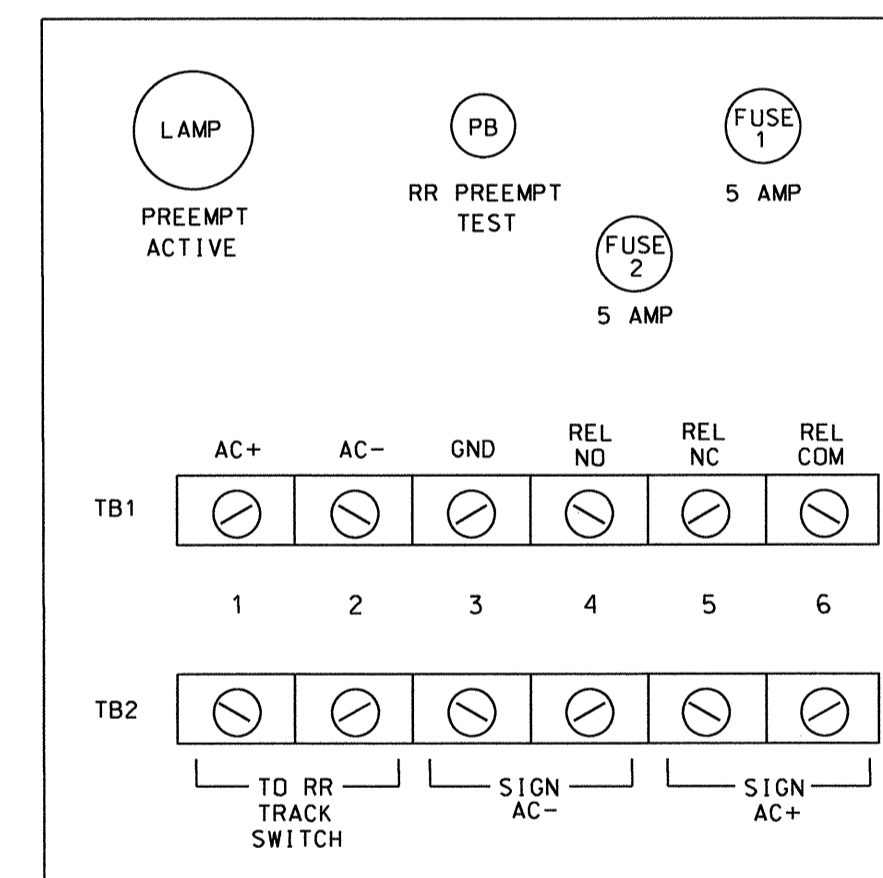 LAMP
PREEMPT
ACTIVE
PB
RR PREEMPT
TEST
FUSE
1
5 AMP
FUSE
2
5 AMP
AC+ AC- GND REL NO REL NC REL COM
TB1
1 2 3 4 5 6
TB2
TO RR
TRACK
SWITCH
SIGN
AC-
SIGN
AC+